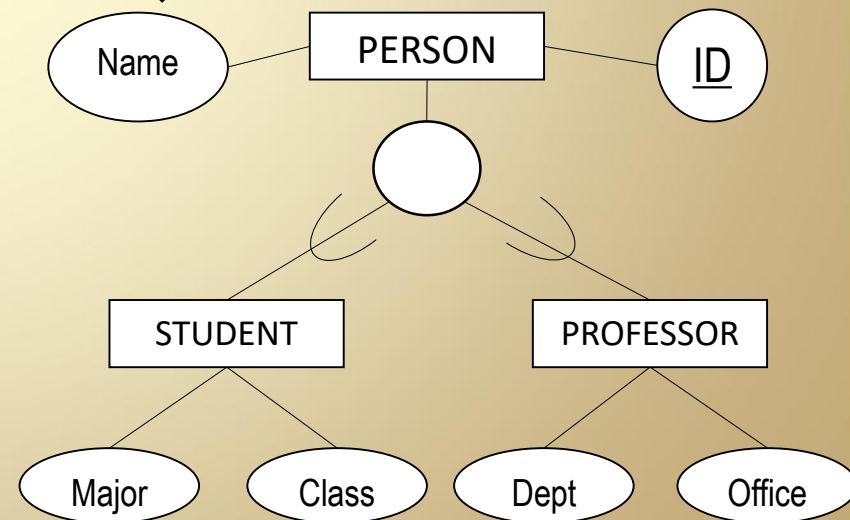 Name
PERSON
ID
STUDENT
PROFESSOR
Major
Class
Dept
Office